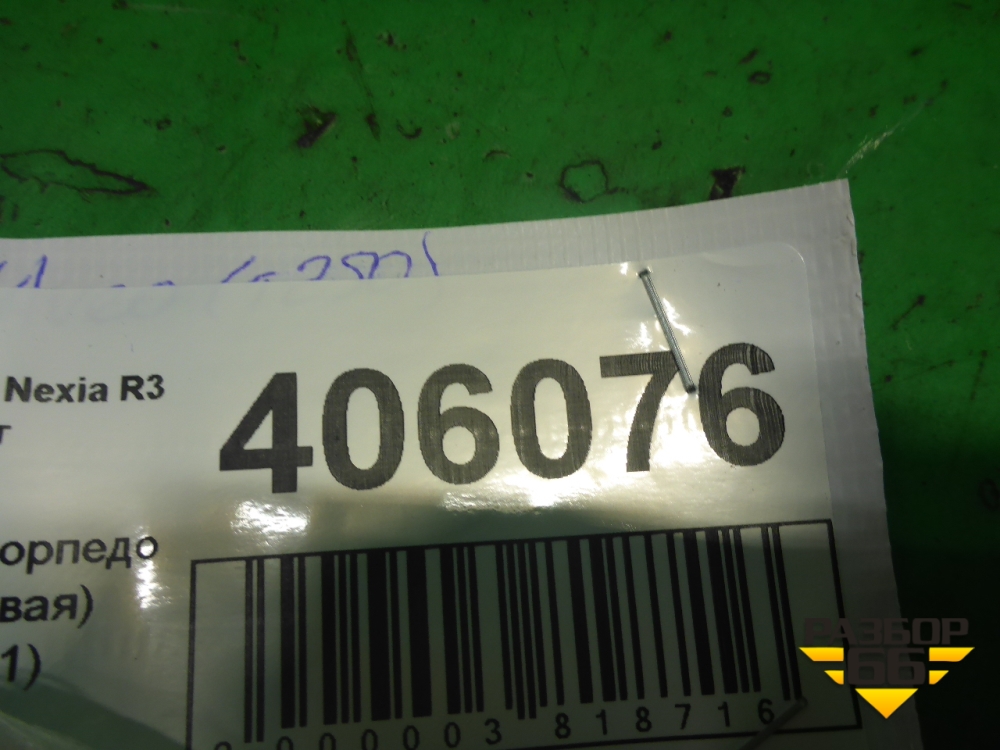 Nexia R3
406076
орпедо
вая)
1)
000003 818716
РАЗБОР
66